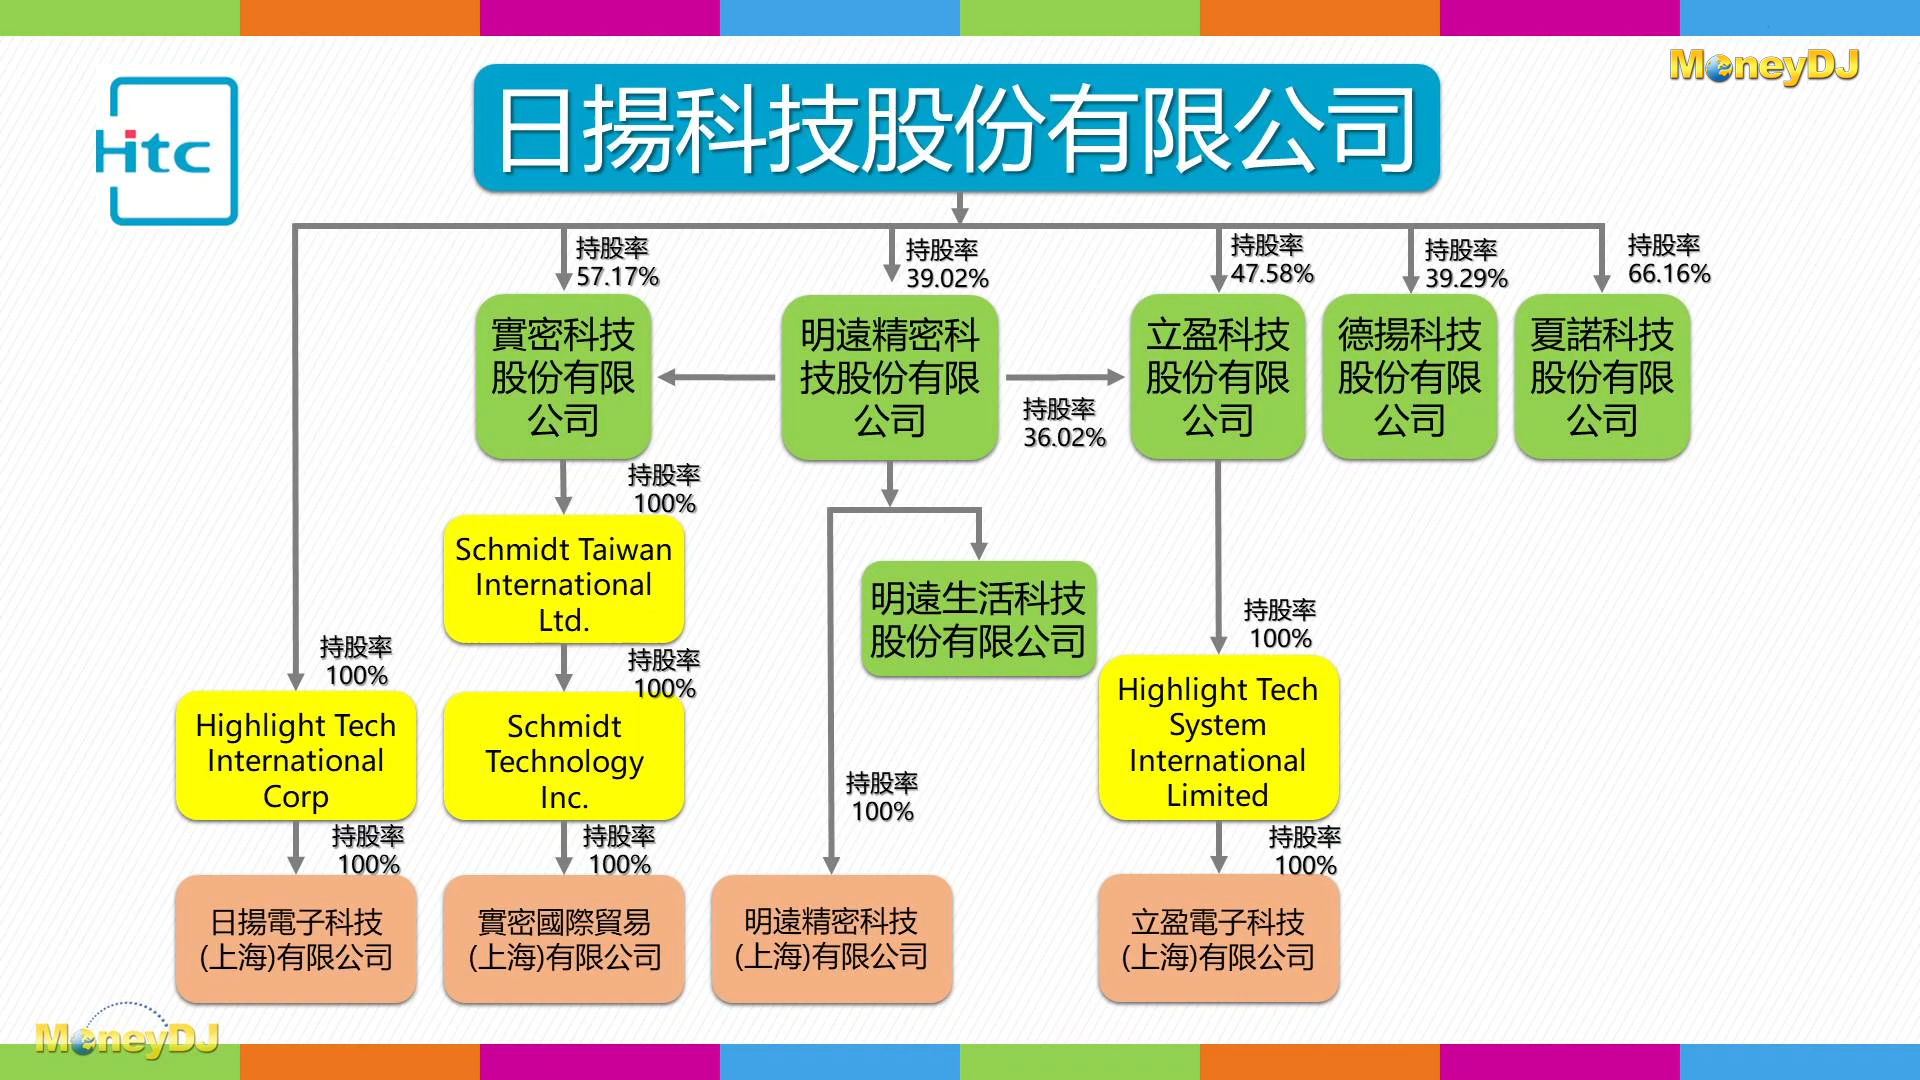 MoneyDJ
Hitc
日揚科技股份有限公司
持股率
57.17%
持股率
39.02%
持股率
47.58%
持股率
39.29%
持股率
66.16%
實密科技
股份有限
公司
明遠精密科
技股份有限
公司
立盈科技
股份有限
公司
德揚科技
股份有限
公司
夏諾科技
股份有限
公司
持股率
36.02%
持股率
100%
Schmidt Taiwan
International
Ltd.
明遠生活科技
股份有限公司
持股率
100%
持股率
100%
持股率
100%
Highlight Tech
International
Corp
Schmidt
Technology
Inc.
Highlight Tech
System
International
Limited
持股率
100%
持股率
100%
持股率
100%
持股率
100%
日揚電子科技
(上海)有限公司
實密國際貿易
(上海)有限公司
明遠精密科技
(上海)有限公司
立盈電子科技
(上海)有限公司
MoneyDJ